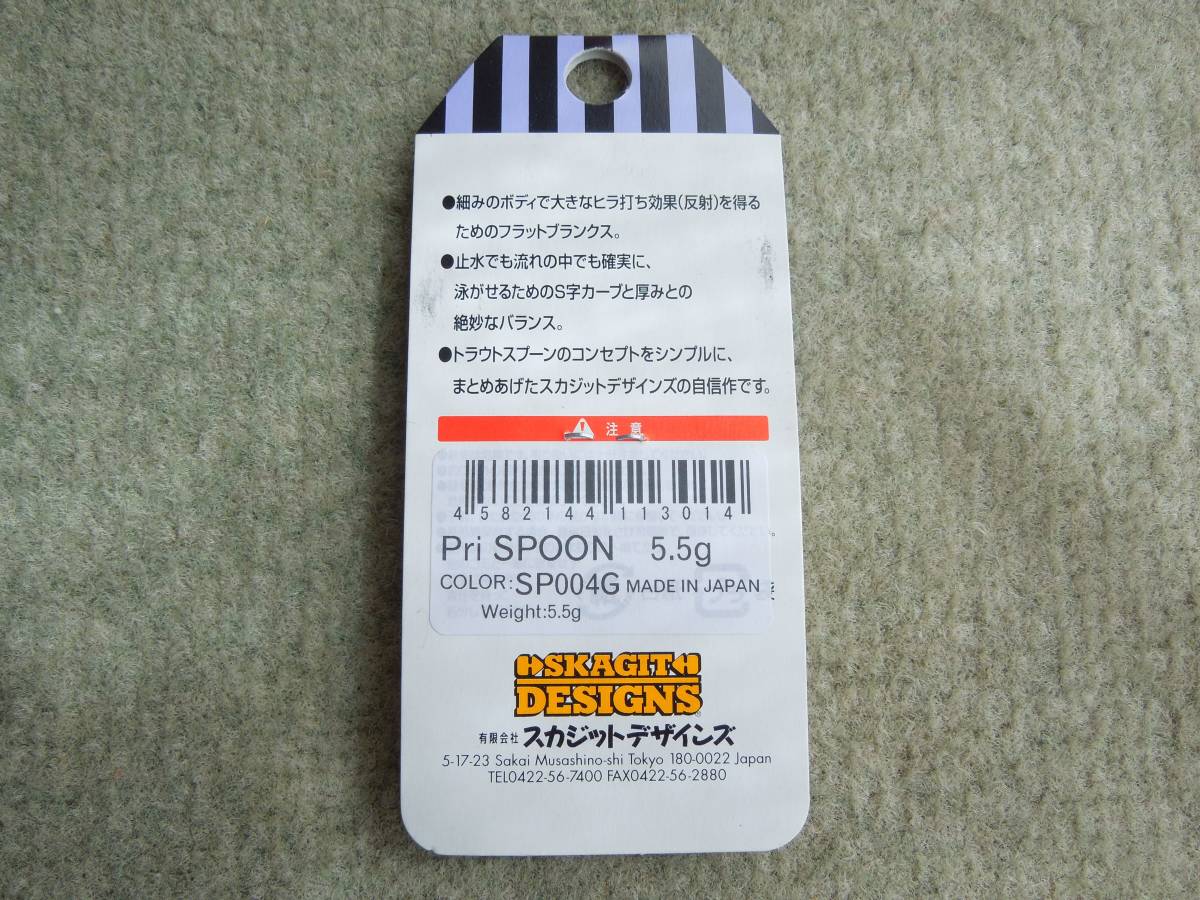 ●細みのボディで大きなヒラ打ち効果(反射)を得る
ためのフラットブランクス。
●止水でも流れの中でも確実に、
泳がせるためのS字カーブと厚みとの
絶妙なバランス。
●トラウトスプーンのコンセプトをシンプルに、
まとめあげたスカジットデザインズの自信作です。
注意
4582144113014
Pri SPOON 5.5g
COLOR:SP004G MADE IN JAPAN
Weight:5.5g
SKAGIT
DESIGNS
有限会社 スカジットデザインズ
5-17-23 Sakai Musashino-shi Tokyo 180-0022 Japan
TEL0422-56-7400 FAX0422-56-2880